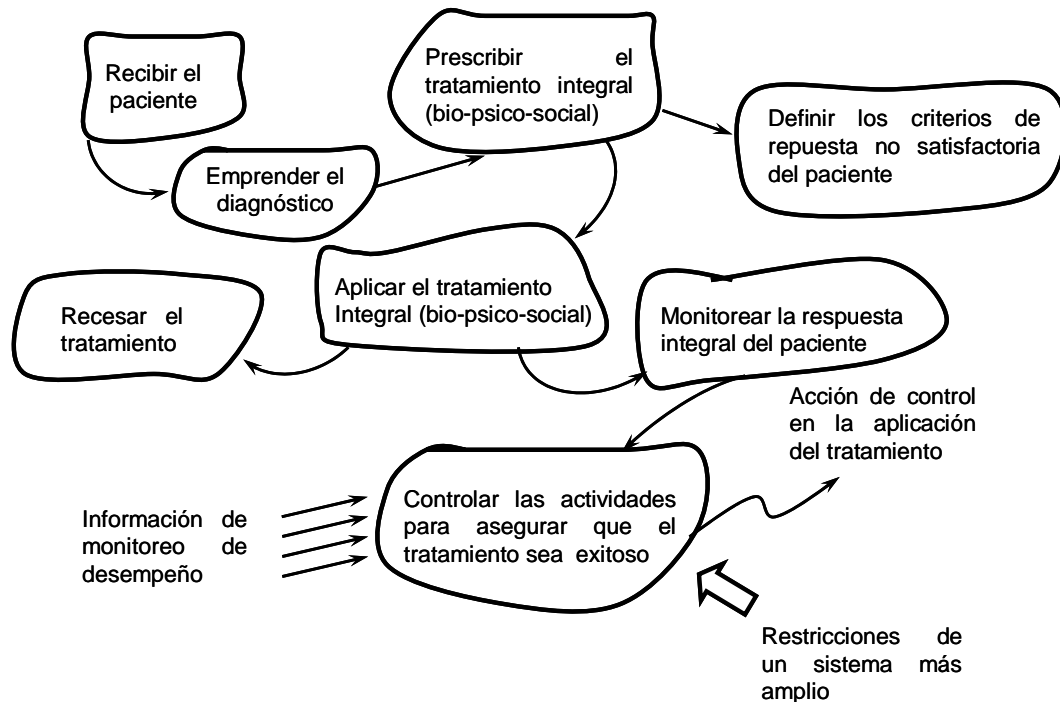 Recibir el
paciente
Prescribir el
tratamiento integral
(bio-psico-social)
Definir los criterios de
repuesta no satisfactoria
del paciente
Emprender el
diagnóstico
Recesar el
tratamiento
Aplicar el tratamiento
Integral (bio-psico-social)
Monitorear la respuesta
integral del paciente
Acción de control
en la aplicación
del tratamiento
Información de
monitoreo de
desempeño
Controlar las actividades
para asegurar que el
tratamiento sea exitoso
Restricciones de
un sistema más
amplio